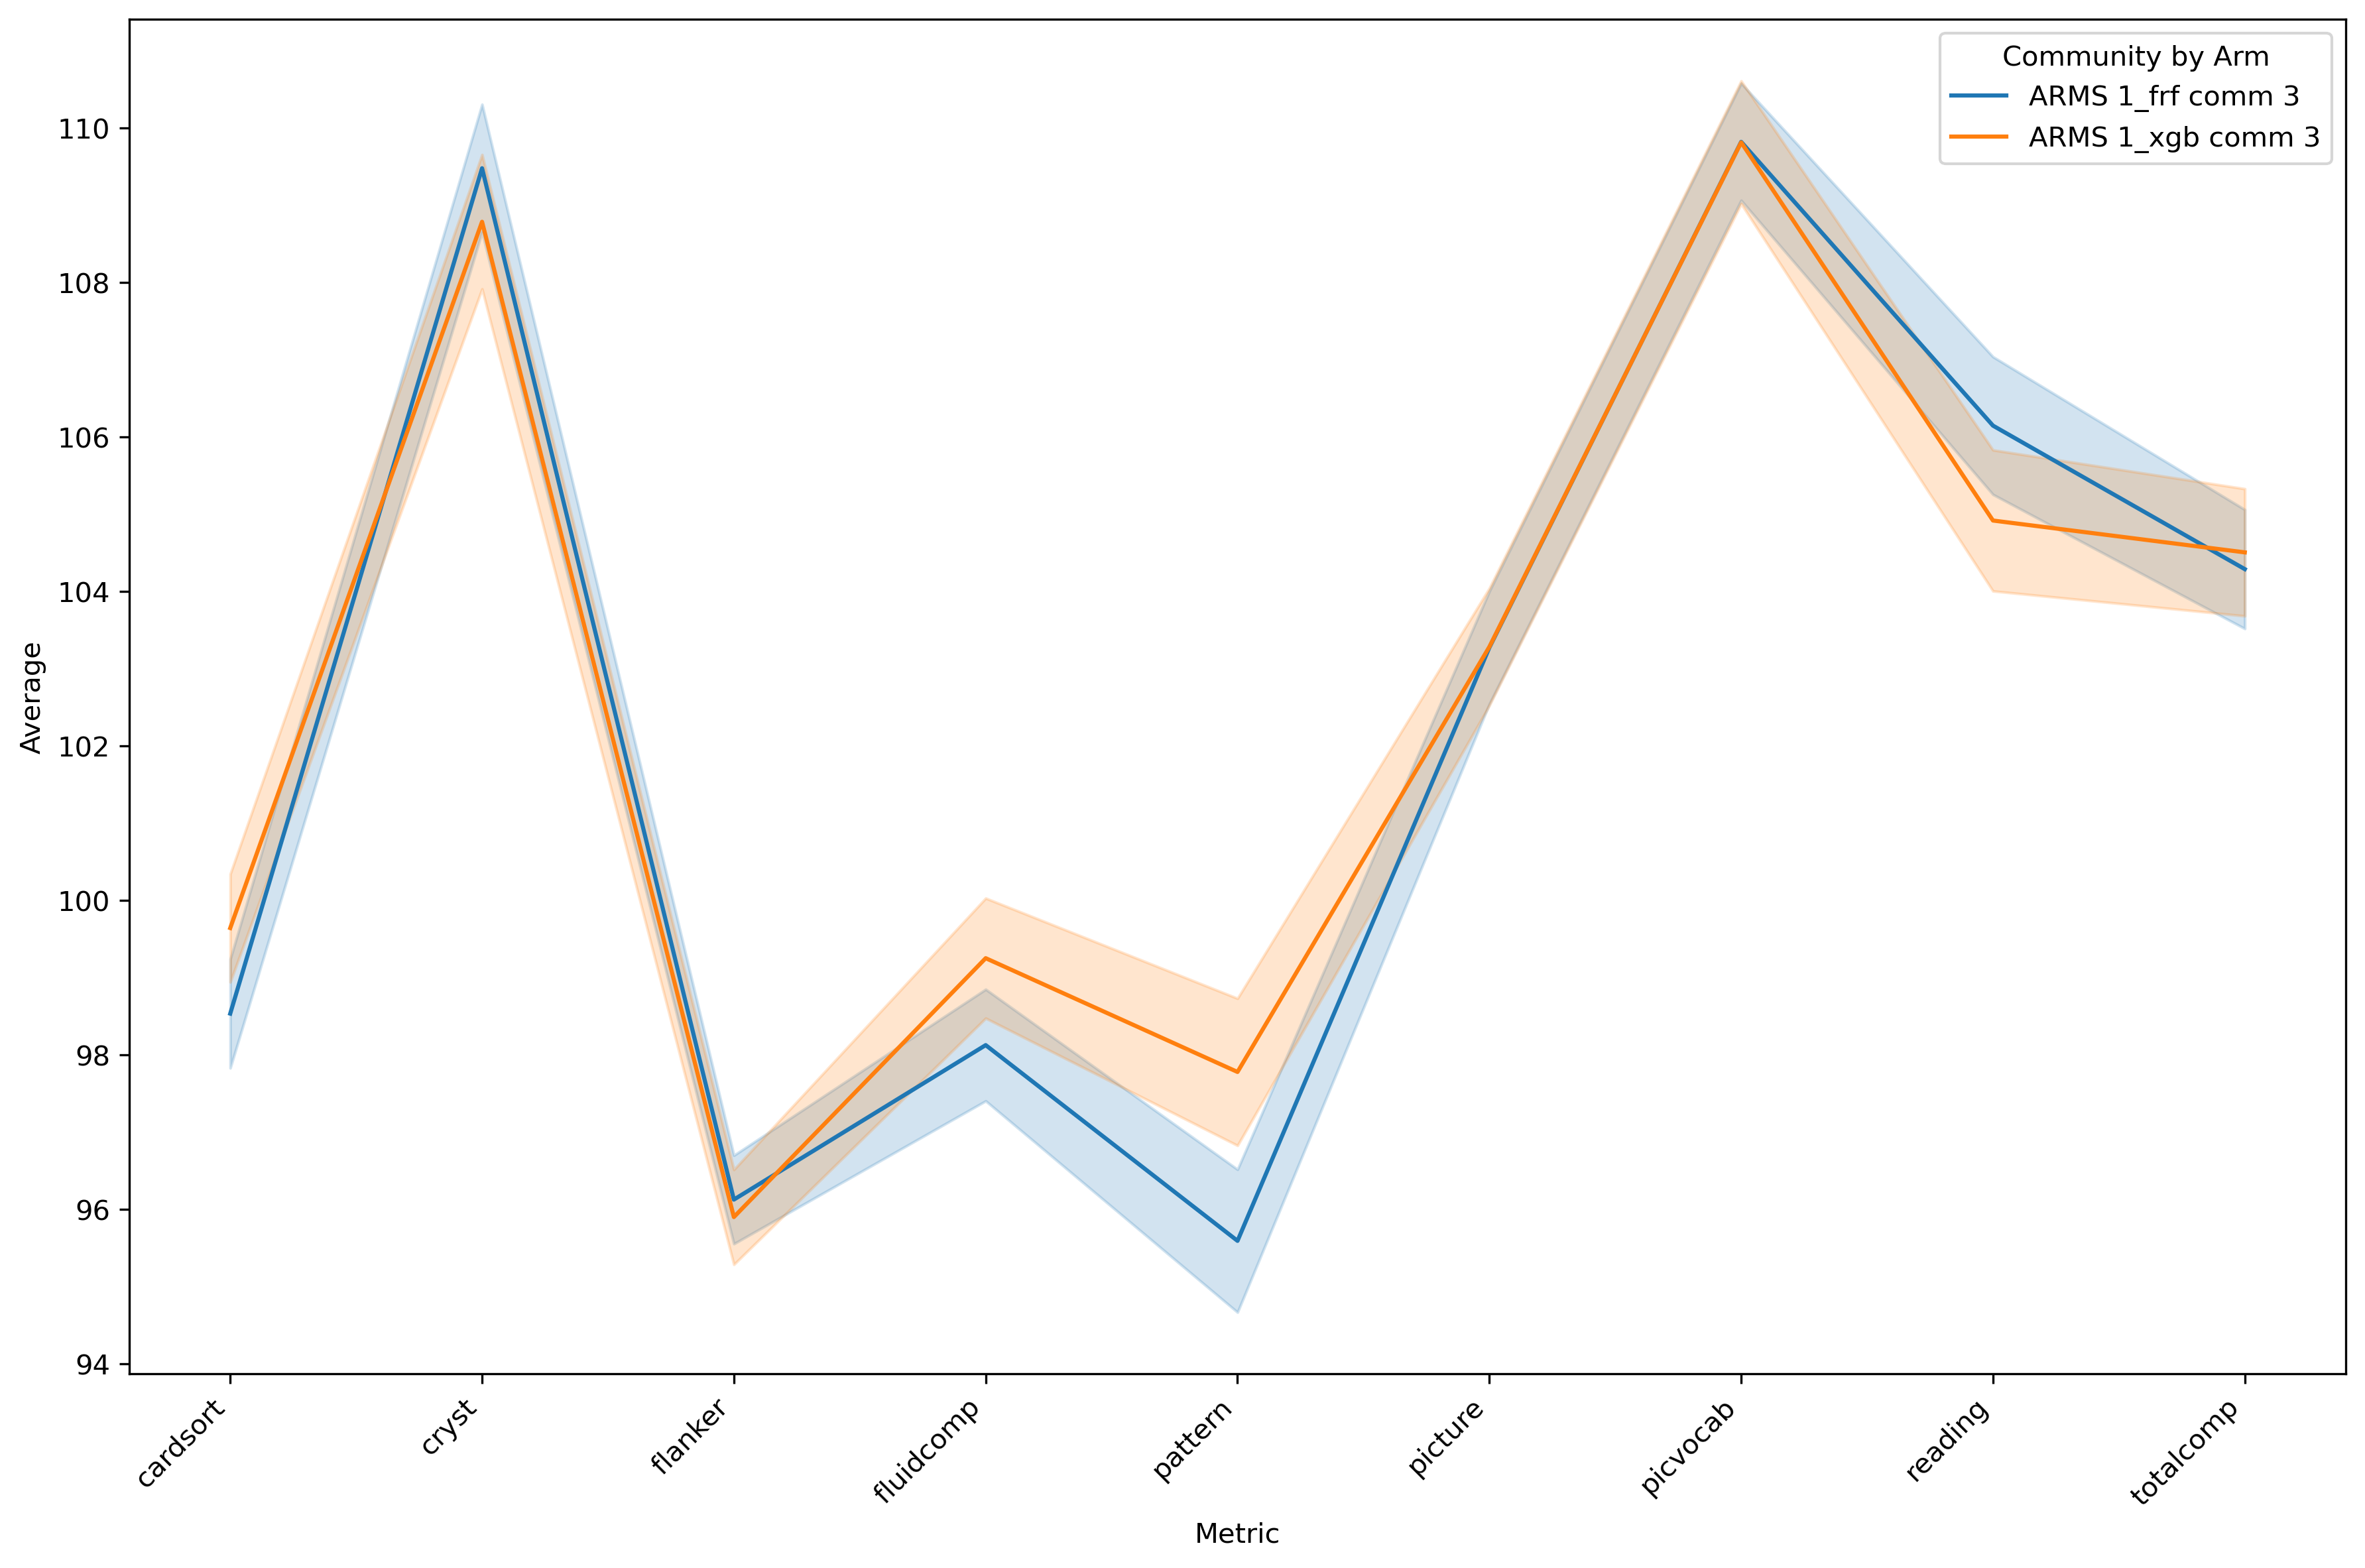 Community by Arm
ARMS 1_frf comm 3
ARMS 1_xgb comm 3
110
108
106
104
102
100
98
96
94
Average
cardsort
cryst
flanker
fluidcomp
pattern
picture
picvocab
reading
totalcomp
Metric